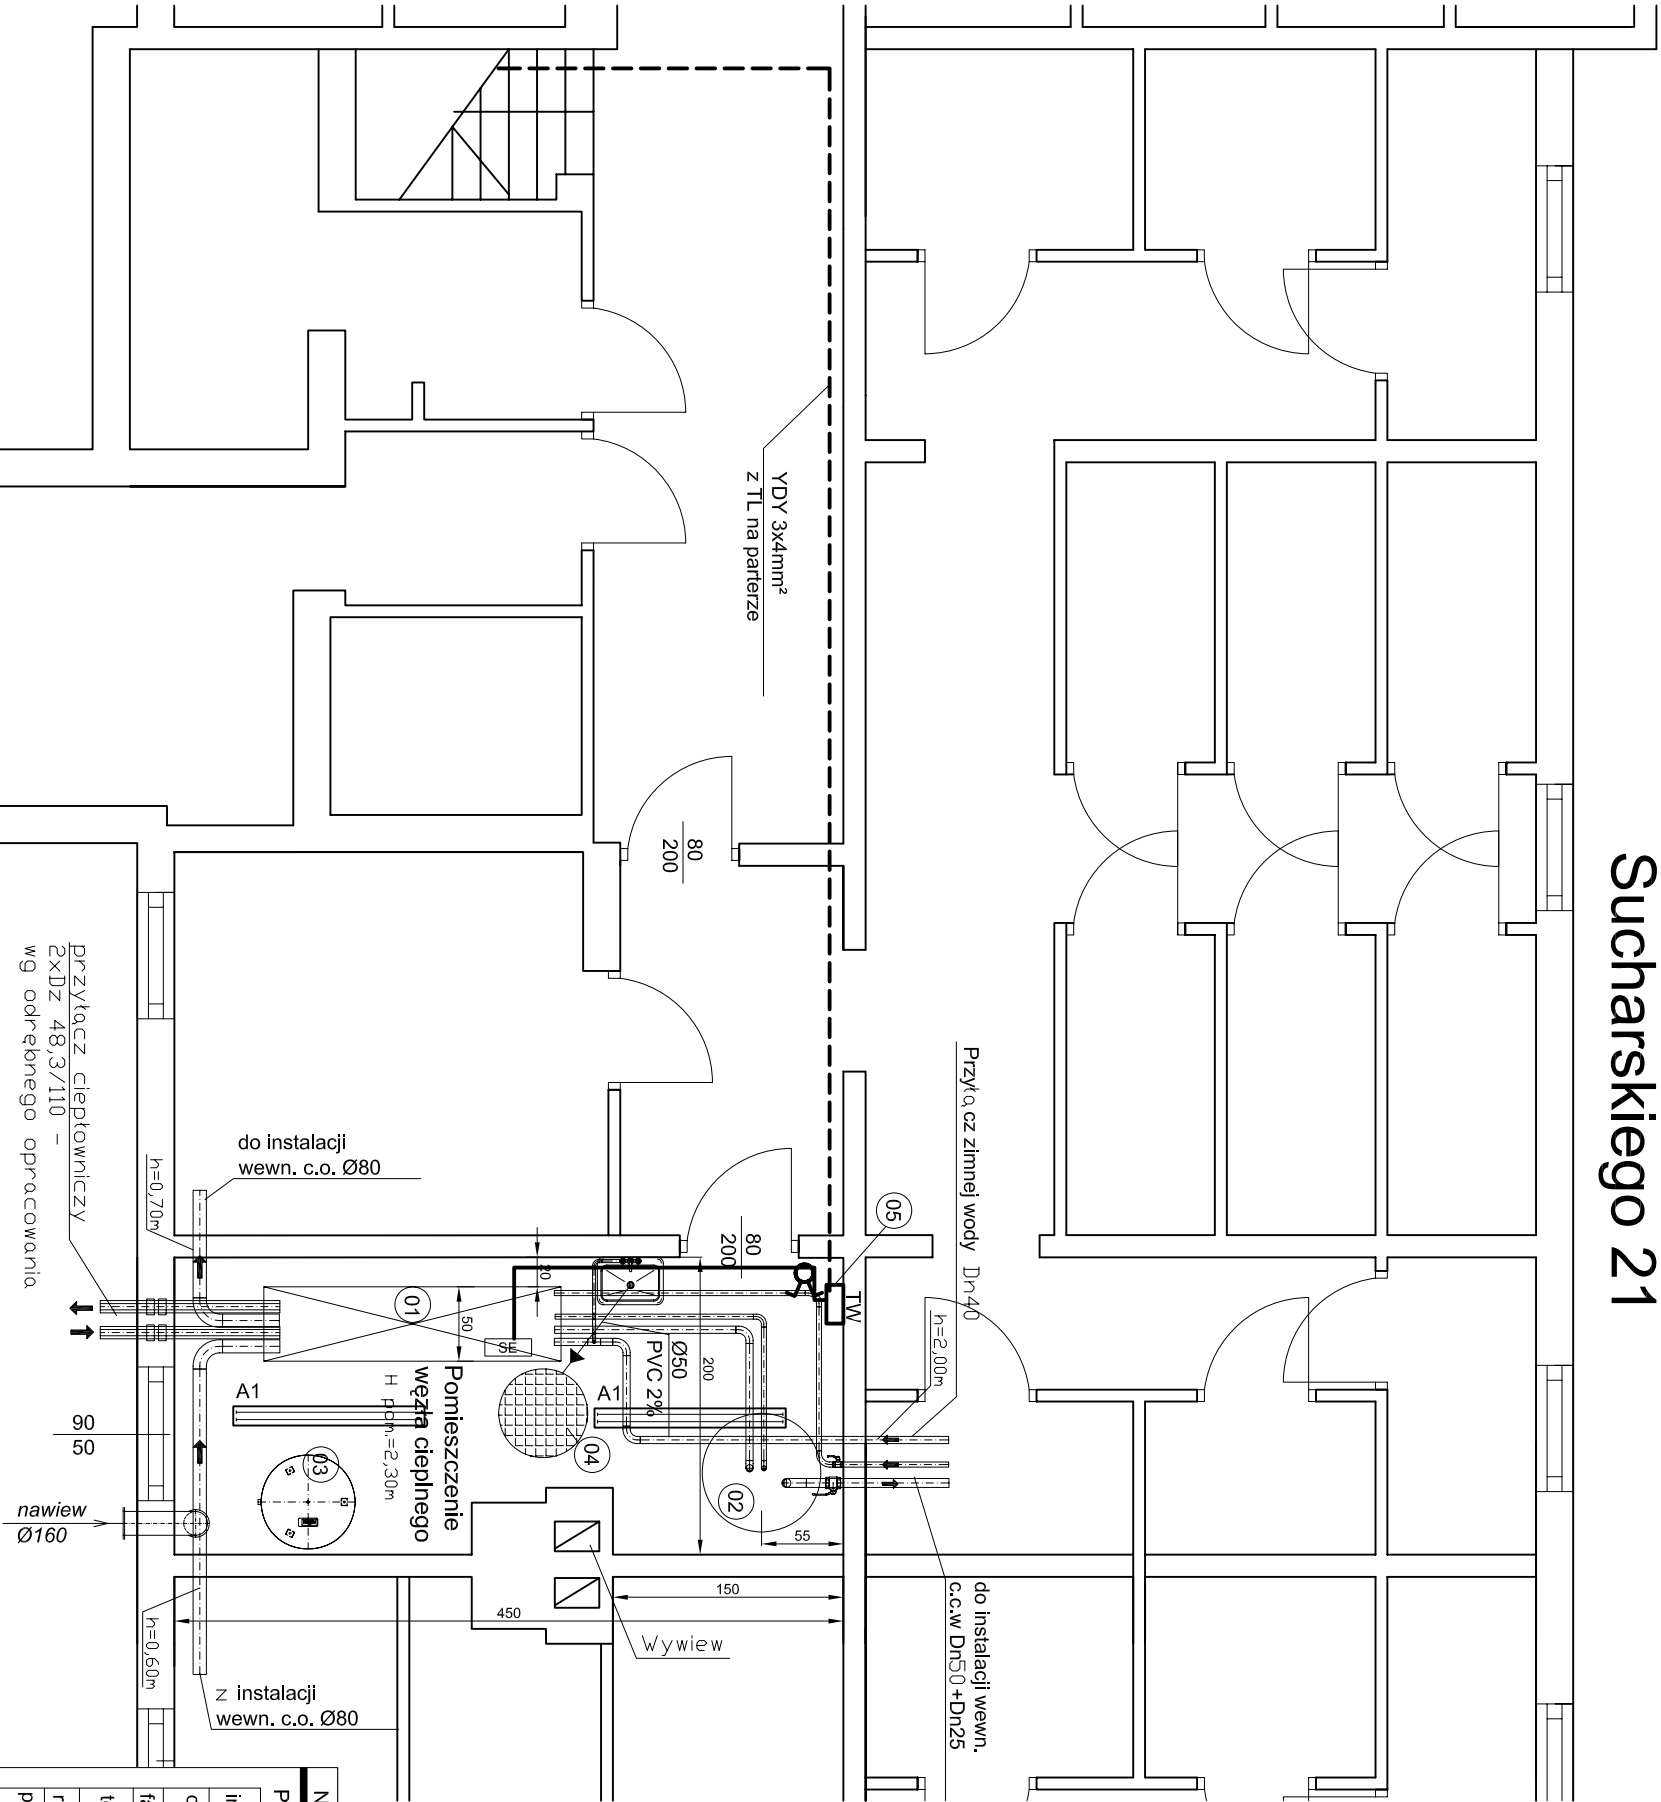 Sucharskiego 21
YDY 3x4mm²
z TL na parterze
80
200
Przyłącz zimnej wody Dn40
h=2,00m
05
TW
80
200
do instalacji
wewn. c.o. Ø80
h=0,70m
przyłącz ciepłowniczy
2xDz 48,3/110 -
wg odrębnego opracowania
20
50
01
SE
Ø50
PVC 2%
200
A1
A1
Pomieszczenie
węzła cieplnego
H pom.=2,30m
04
03
02
55
90
50
nawiew
Ø160
150
450
Wywiew
do instalacji wewn.
c.c.w Dn50+Dn25
h=0,60m
z instalacji
wewn. c.o. Ø80